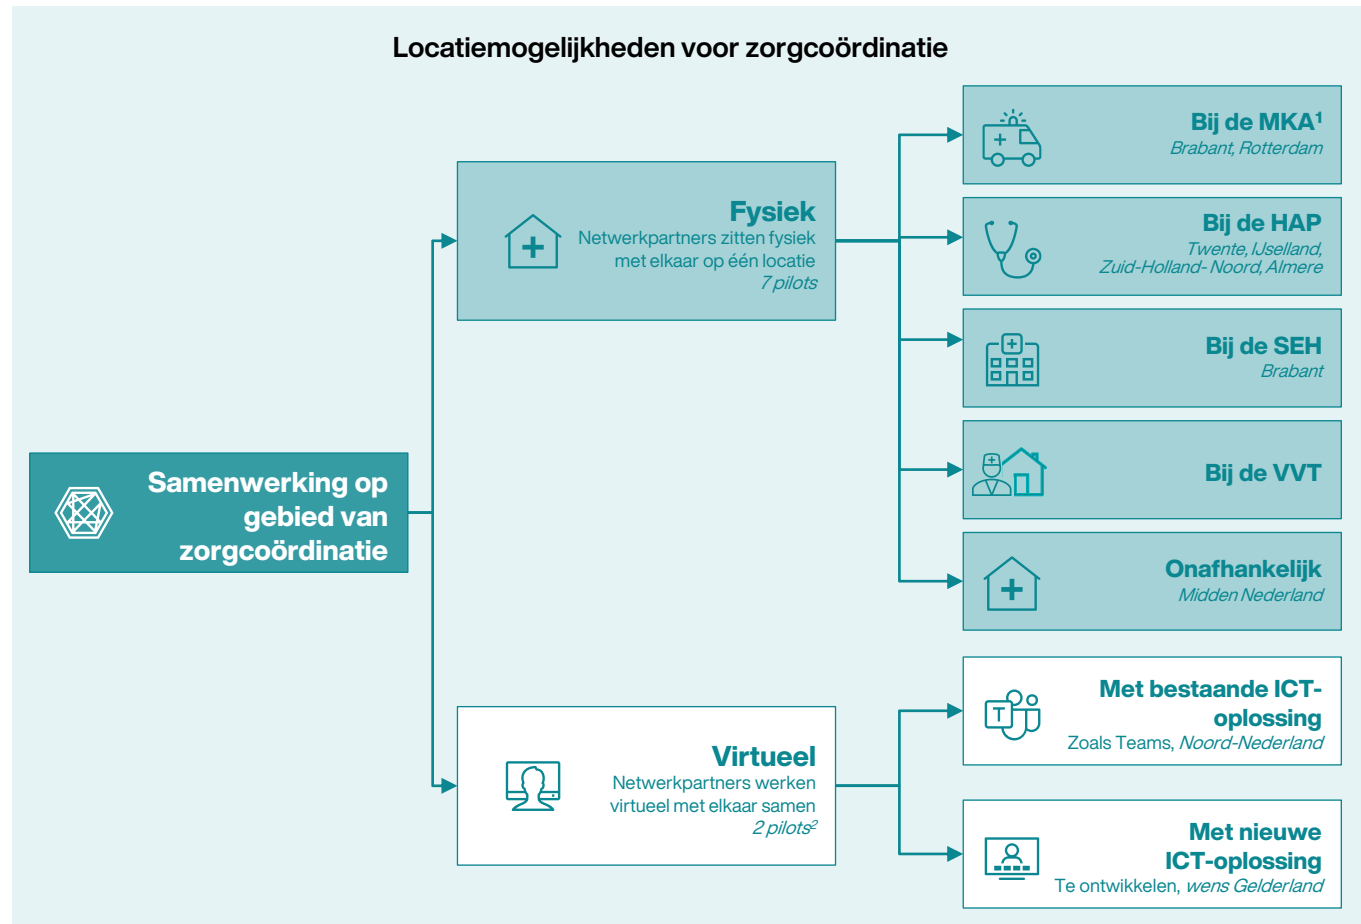 Locatiemogelijkheden voor zorgcoördinatie
Samenwerking op
gebied van
zorgcoördinatie
Fysiek
Netwerkpartners zitten fysiek
met elkaar op één locatie
7 pilots
Bij de MKA¹
Brabant, Rotterdam
Bij de HAP
Twente, IJselland,
Zuid-Holland- Noord, Almere
Bij de SEH
Brabant
Bij de VVT
Onafhankelijk
Midden Nederland
Virtueel
Netwerkpartners werken
virtueel met elkaar samen
2 pilots²
Met bestaande ICT-
oplossing
Zoals Teams, Noord-Nederland
T
Met nieuwe
ICT-oplossing
Te ontwikkelen, wens Gelderland